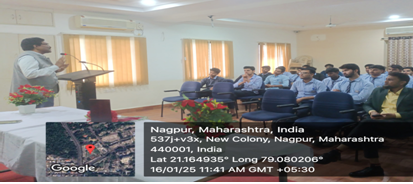 Nagpur, Maharashtra, India
537j+v3x, New Colony, Nagpur, Maharashtra
440001, India
Lat 21.164935° Long 79.080206°
16/01/25 11:41 AM GMT +05:30
Google